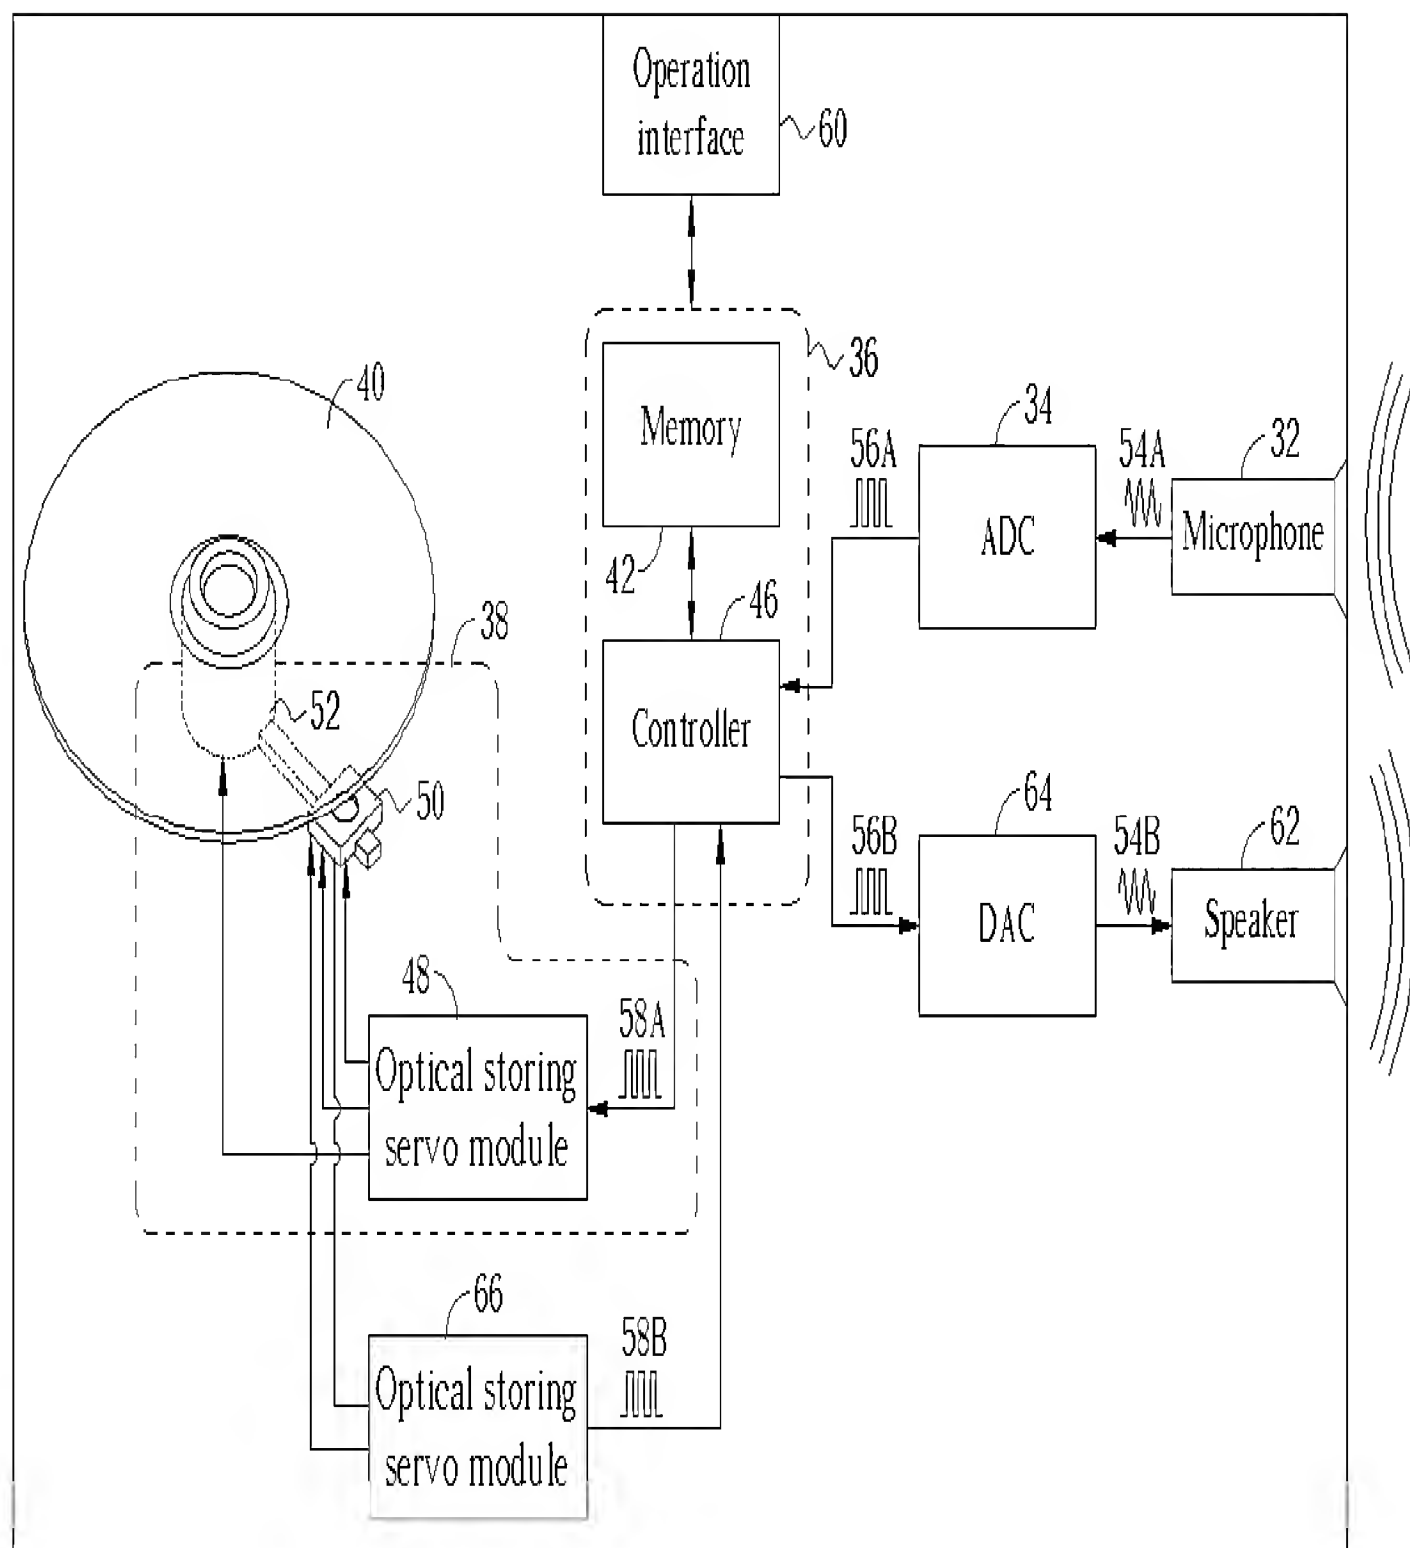 Operation
interface
60
36
40
Memory
34
32
56A
54A
ADC
Microphone
42
46
38
52
Controller
50
64
62
56B
54B
DAC
Speaker
48
58A
Optical storing
servo module
66
58B
Optical storing
servo module